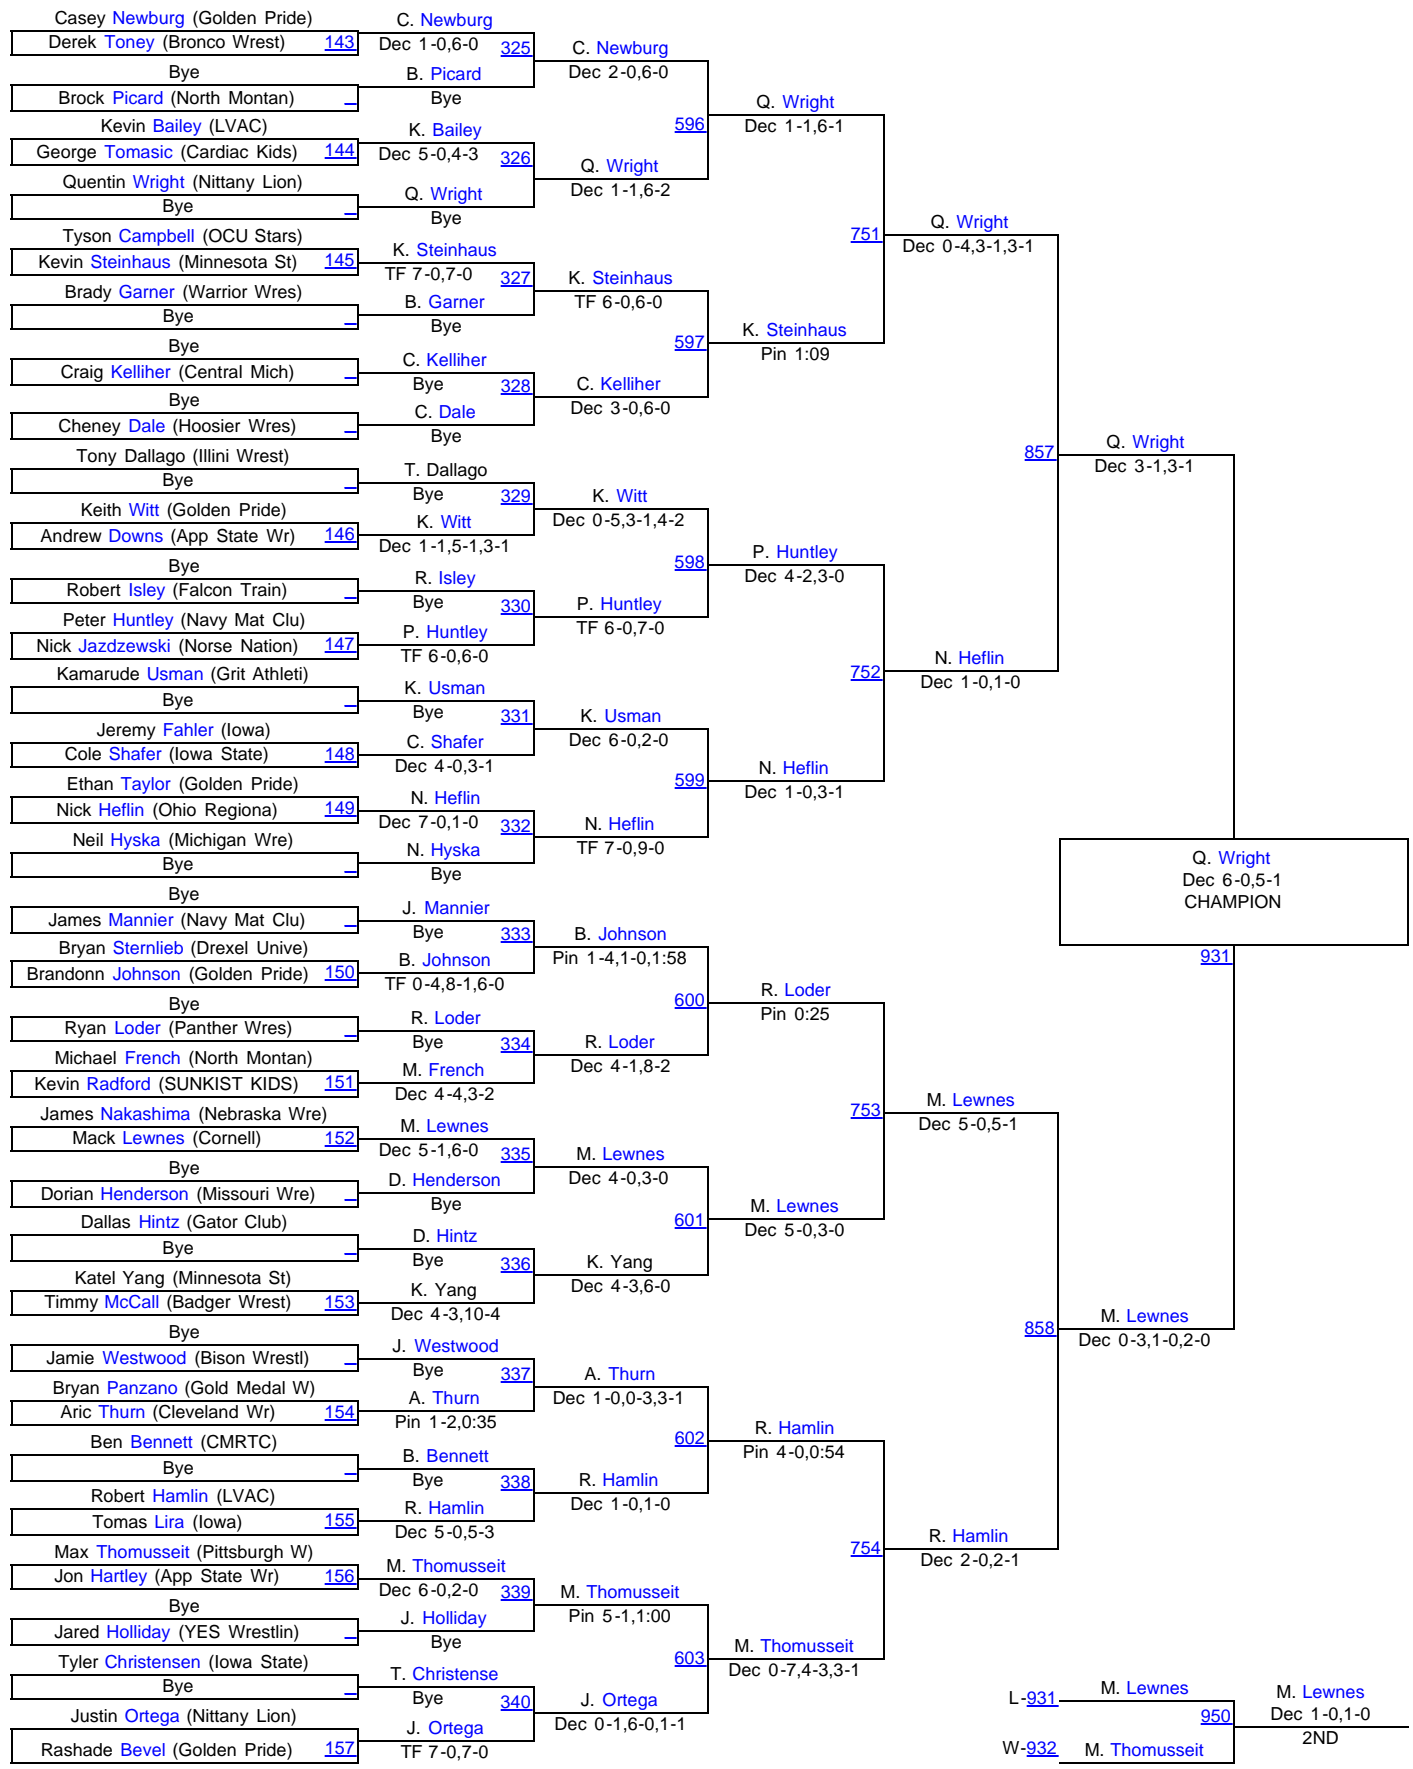 Casey Newburg (Golden Pride)
Derek Toney (Bronco Wrest) 143
Bye
Brock Picard (North Montan)
Kevin Bailey (LVAC)
George Tomasic (Cardiac Kids) 144
Quentin Wright (Nittany Lion)
Bye
Tyson Campbell (OCU Stars)
Kevin Steinhaus (Minnesota St) 145
Brady Garner (Warrior Wres)
Bye
Bye
Craig Kelliher (Central Mich)
Bye
Cheney Dale (Hoosier Wres)
Tony Dallago (Illini Wrest)
Bye
Keith Witt (Golden Pride)
Andrew Downs (App State Wr) 146
Bye
Robert Isley (Falcon Train)
Peter Huntley (Navy Mat Clu)
Nick Jazdzewski (Norse Nation) 147
Kamarude Usman (Grit Athleti)
Bye
Jeremy Fahler (Iowa)
Cole Shafer (Iowa State) 148
Ethan Taylor (Golden Pride)
Nick Heflin (Ohio Regiona) 149
Neil Hyska (Michigan Wre)
Bye
Bye
James Mannier (Navy Mat Clu)
Bryan Sternlieb (Drexel Unive)
Brandonn Johnson (Golden Pride) 150
Bye
Ryan Loder (Panther Wres)
Michael French (North Montan)
Kevin Radford (SUNKIST KIDS) 151
James Nakashima (Nebraska Wre)
Mack Lewnes (Cornell) 152
Bye
Dorian Henderson (Missouri Wre)
Dallas Hintz (Gator Club)
Bye
Katel Yang (Minnesota St)
Timmy McCall (Badger Wrest) 153
Bye
Jamie Westwood (Bison Wrestl)
Bryan Panzano (Gold Medal W)
Aric Thurn (Cleveland Wr) 154
Ben Bennett (CMRTC)
Bye
Robert Hamlin (LVAC)
Tomas Lira (Iowa) 155
Max Thomusseit (Pittsburgh W)
Jon Hartley (App State Wr) 156
Bye
Jared Holliday (YES Wrestlin)
Tyler Christensen (Iowa State)
Bye
Justin Ortega (Nittany Lion)
Rashade Bevel (Golden Pride) 157
C. Newburg
Dec 1-0,6-0 325
B. Picard
Bye
K. Bailey
Dec 5-0,4-3 326
Q. Wright
Bye
K. Steinhaus
TF 7-0,7-0 327
B. Garner
Bye
C. Kelliher
Bye 328
C. Dale
Bye
T. Dallago
Bye 329
K. Witt
Dec 1-1,5-1,3-1
R. Isley
Bye 330
P. Huntley
TF 6-0,6-0
K. Usman
Bye 331
C. Shafer
Dec 4-0,3-1
N. Heflin
Dec 7-0,1-0 332
N. Hyska
Bye
J. Mannier
Bye 333
B. Johnson
TF 0-4,8-1,6-0
R. Loder
Bye 334
M. French
Dec 4-4,3-2
M. Lewnes
Dec 5-1,6-0 335
D. Henderson
Bye
D. Hintz
Bye 336
K. Yang
Dec 4-3,10-4
J. Westwood
Bye 337
A. Thurn
Pin 1-2,0:35
B. Bennett
Bye 338
R. Hamlin
Dec 5-0,5-3
M. Thomusseit
Dec 6-0,2-0 339
J. Holliday
Bye
T. Christense
Bye 340
J. Ortega
TF 7-0,7-0
C. Newburg
Dec 2-0,6-0
596
Q. Wright
Dec 1-1,6-2
K. Steinhaus
TF 6-0,6-0
597
C. Kelliher
Dec 3-0,6-0
K. Witt
Dec 0-5,3-1,4-2
598
P. Huntley
TF 6-0,7-0
K. Usman
Dec 6-0,2-0
599
N. Heflin
TF 7-0,9-0
B. Johnson
Pin 1-4,1-0,1:58
600
R. Loder
Dec 4-1,8-2
M. Lewnes
Dec 4-0,3-0
601
K. Yang
Dec 4-3,6-0
A. Thurn
Dec 1-0,0-3,3-1
602
R. Hamlin
Dec 1-0,1-0
M. Thomusseit
Pin 5-1,1:00
603
J. Ortega
Dec 0-1,6-0,1-1
Q. Wright
Dec 1-1,6-1
751
K. Steinhaus
Pin 1:09
P. Huntley
Dec 4-2,3-0
752
N. Heflin
Dec 1-0,3-1
R. Loder
Pin 0:25
753
M. Lewnes
Dec 5-0,3-0
R. Hamlin
Pin 4-0,0:54
754
M. Thomusseit
Dec 0-7,4-3,3-1
Q. Wright
Dec 0-4,3-1,3-1
857
N. Heflin
Dec 1-0,1-0
M. Lewnes
Dec 5-0,5-1
858
R. Hamlin
Dec 2-0,2-1
Q. Wright
Dec 3-1,3-1
Q. Wright
Dec 6-0,5-1
CHAMPION
931
M. Lewnes
Dec 0-3,1-0,2-0
L-931 M. Lewnes
950
W-932 M. Thomusseit
M. Lewnes
Dec 1-0,1-0
2ND